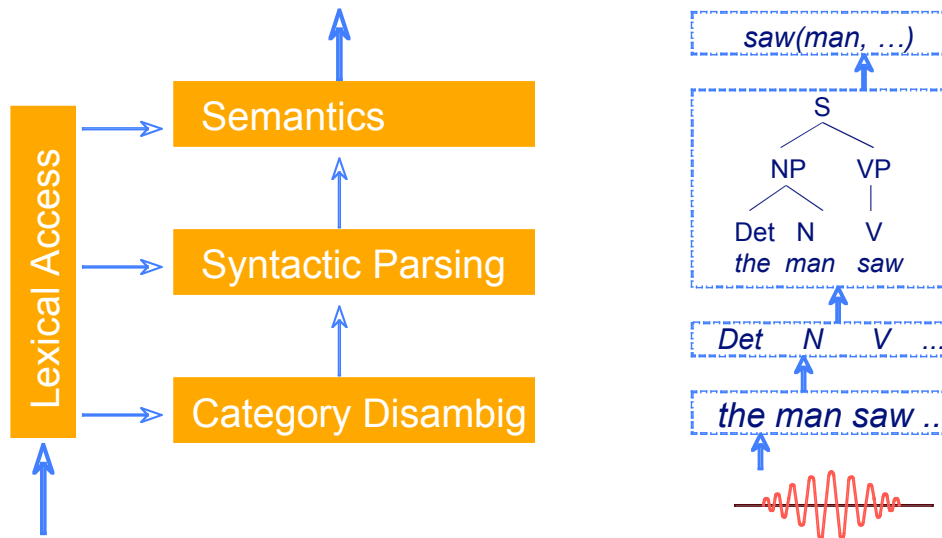 Lexical Access
Semantics
Syntactic Parsing
Category Disambig
saw(man, …)
S
NP VP
Det N V
the man saw
Det N V ...
the man saw ...